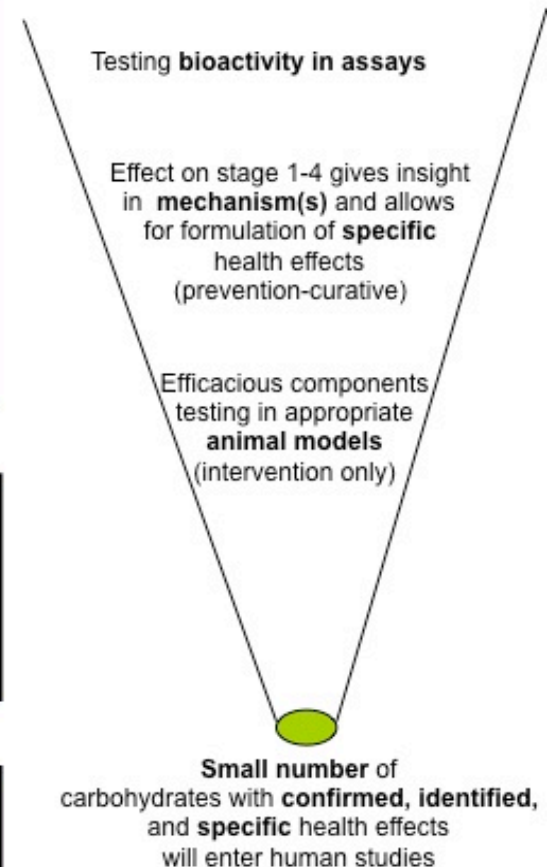 Testing bioactivity in assays
Effect on stage 1-4 gives insight
in mechanism(s) and allows
for formulation of specific
health effects
(prevention-curative)
Efficacious components
testing in appropriate
animal models
(intervention only)
Small number of
carbohydrates with confirmed, identified,
and specific health effects
will enter human studies